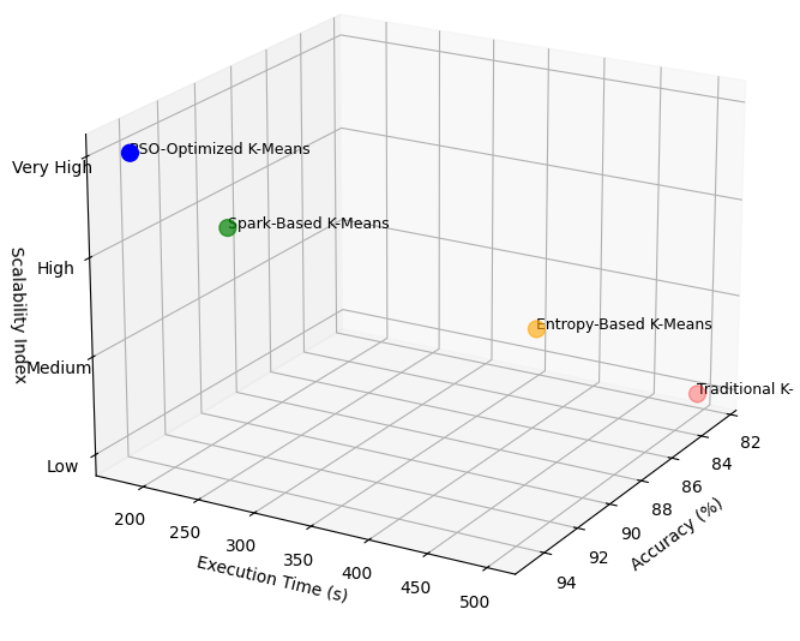 PSO-Optimized K-Means
Very High
Spark-Based K-Means
High
Scalability Index
Entropy-Based K-Means
Medium
Traditional K-
Low
82
84
86
88
90
92
94
Accuracy (%)
200
250
300
350
400
450
500
Execution Time (s)